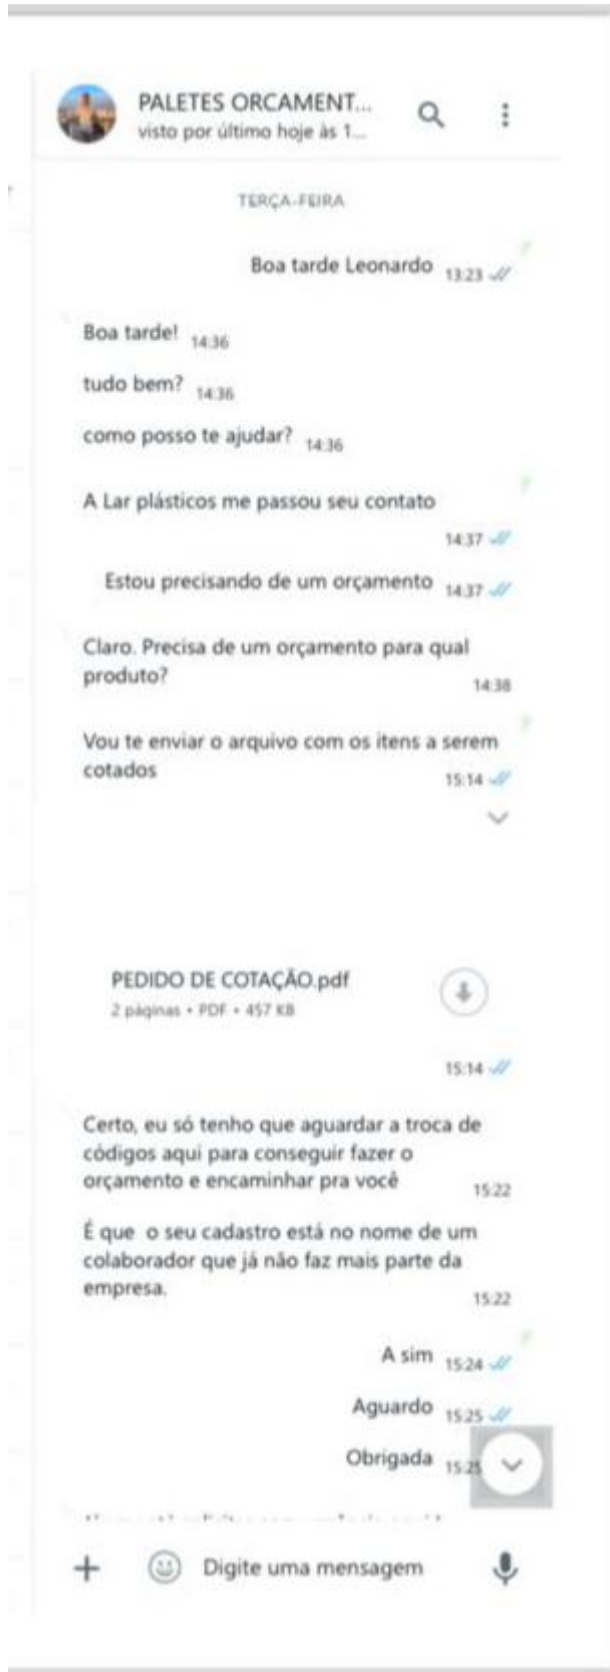 PALETES ORCAMENT...
visto por último hoje às 1...
TERÇA-FEIRA
Boa tarde Leonardo 13:23
Boa tarde! 14:36
tudo bem? 14:36
como posso te ajudar? 14:36
A Lar plásticos me passou seu contato
14:37
Estou precisando de um orçamento 14:37
Claro. Precisa de um orçamento para qual
produto?
14:38
Vou te enviar o arquivo com os itens a serem
cotados
15:14
PEDIDO DE COTAÇÃO.pdf
2 páginas • PDF • 457 KB
15:14
Certo, eu só tenho que aguardar a troca de
códigos aqui para conseguir fazer o
orçamento e encaminhar pra você
15:22
É que o seu cadastro está no nome de um
colaborador que já não faz mais parte da
empresa.
15:22
A sim 15:24
Aguardo 15:25
Obrigada 15:25
Digite uma mensagem